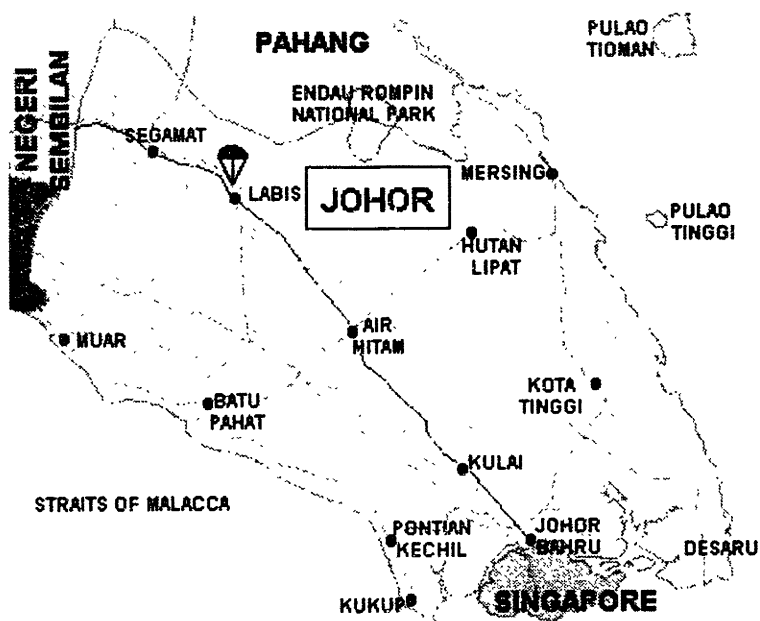 PAHANG
PULAO
TIOMAN
NEGERI
SEMBILAN
ENDAU ROMPIN
NATIONAL PARK
SEGAMAT
LABIS
JOHOR
MERSING
PULAO
TINGGI
HUTAN
LIPAT
MUAR
AIR
HITAM
BATU
PAHAT
KOTA
TINGGI
KULAI
STRAITS OF MALACCA
PONTIAN
KECHIL
JOHOR
BAHRU
DESARU
KUKUP
SINGAPORE